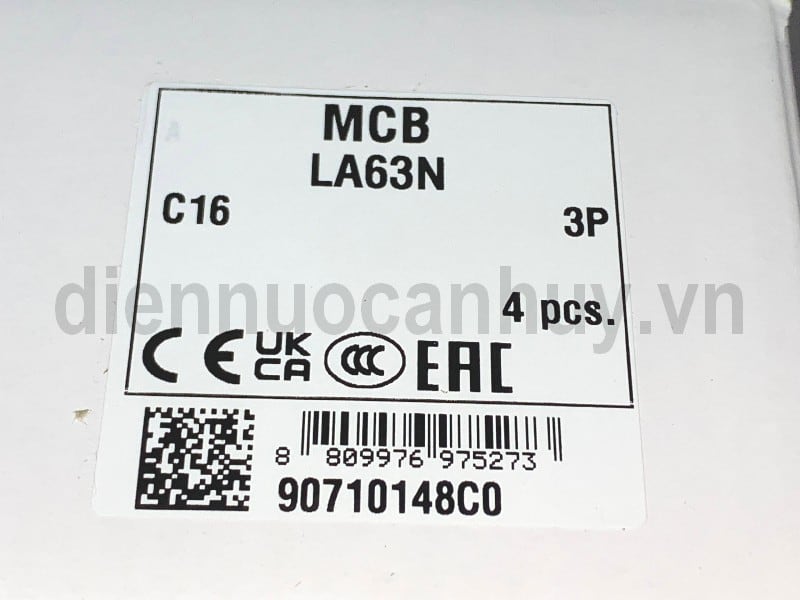 MCB
LA63N
C16
3P
diennuocanhuy.vn
4 pcs.
CE UK CA CCC EAC
8 809976 975273
90710148C0